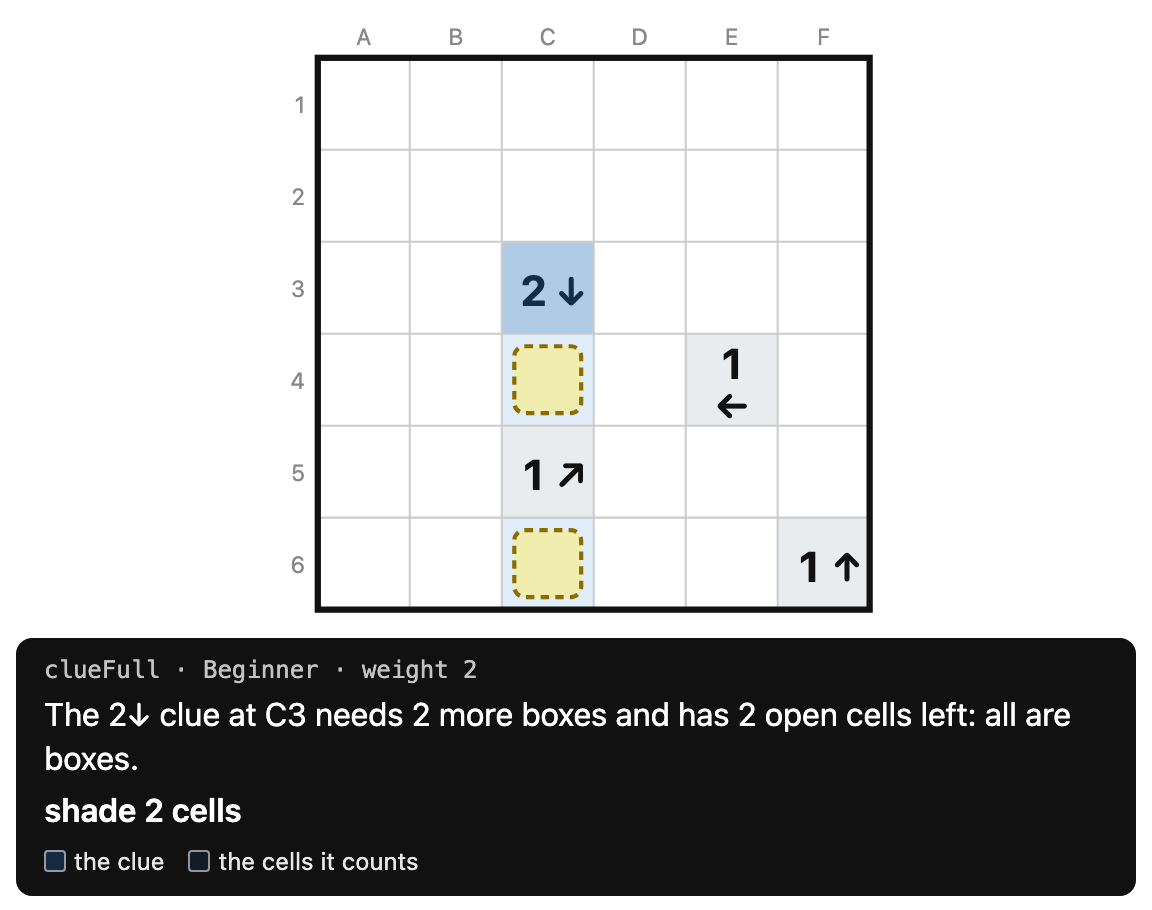 A B C D E F
1
2
3 2 ↓
4 1 ←
5 1 ↗
6 1 ↑
clueFull · Beginner · weight 2
The 2↓ clue at C3 needs 2 more boxes and has 2 open cells left: all are
boxes.
shade 2 cells
the clue the cells it counts